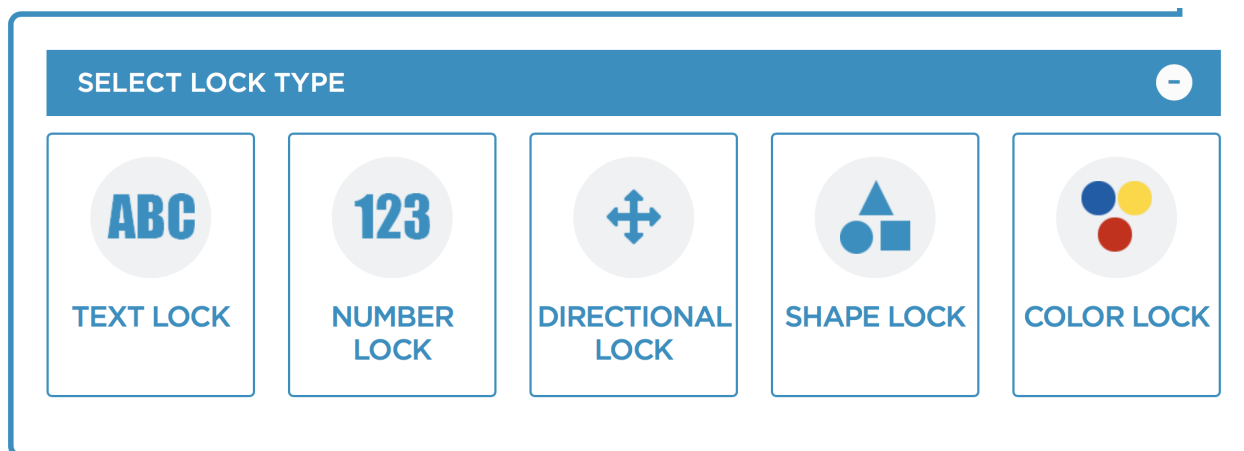 SELECT LOCK TYPE
-
ABC
TEXT LOCK
123
NUMBER
LOCK
DIRECTIONAL
LOCK
SHAPE LOCK
COLOR LOCK